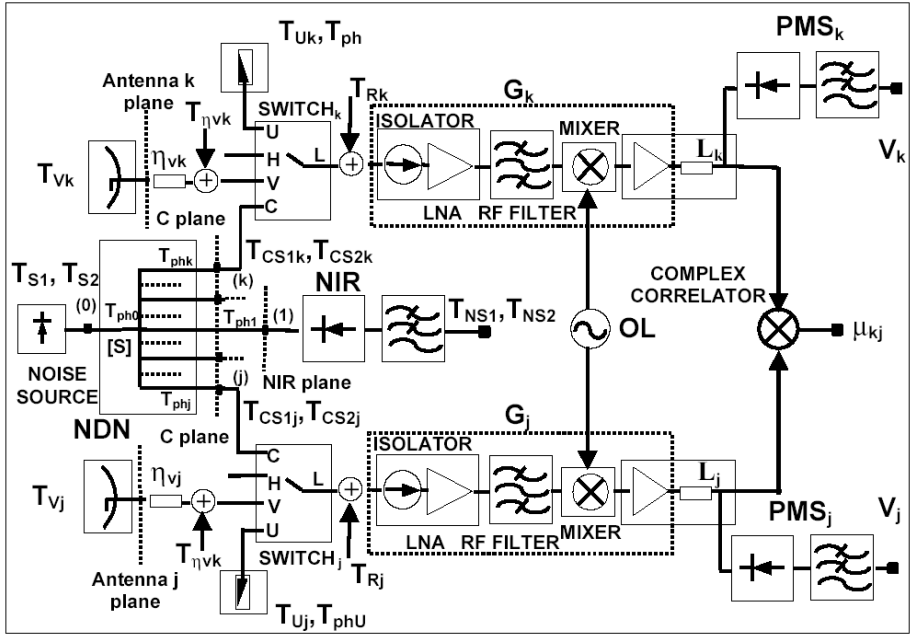 PMSk
TUk, Tph
Antenna k
plane
Tηvk
SWITCHk
TRk
Gk
ISOLATOR
MIXER
U
H
V
C
L
Lk
Vk
TVk
ηvk
LNA RF FILTER
C plane
TCS1k, TCS2k
Tphk
(k)
TS1, TS2
(0)
NIR
COMPLEX
CORRELATOR
Tph0
Tph1
(1)
TNS1, TNS2
OL
μkj
[S]
NOISE
SOURCE
(j)
NIR plane
Tphj
TCS1j, TCS2j
NDN
C plane
Gj
ISOLATOR
C
H
V
U
L
Lj
TVj
ηvj
PMSj
Vj
MIXER
Tηvk
SWITCHj
LNA RF FILTER
TRj
Antenna j
plane
TUj, TphU